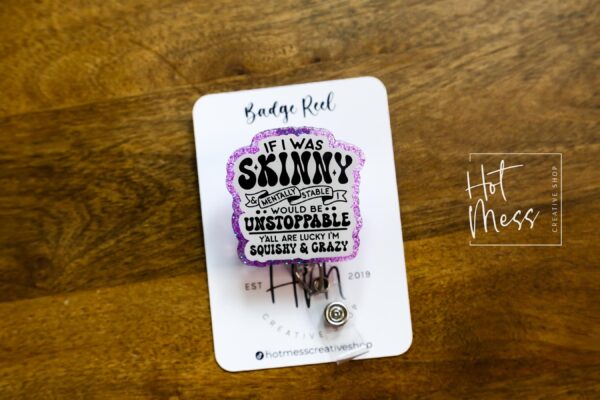 Badge Reel
IF I WAS
SKINNY
& MENTALLY STABLE I
WOULD BE
UNSTOPPABLE
Y'ALL ARE LUCKY I'M
SQUISHY & CRAZY
EST 2019
CREATIVE
hotmesscreativeshop
Hot
Mess
CREATIVE SHOP